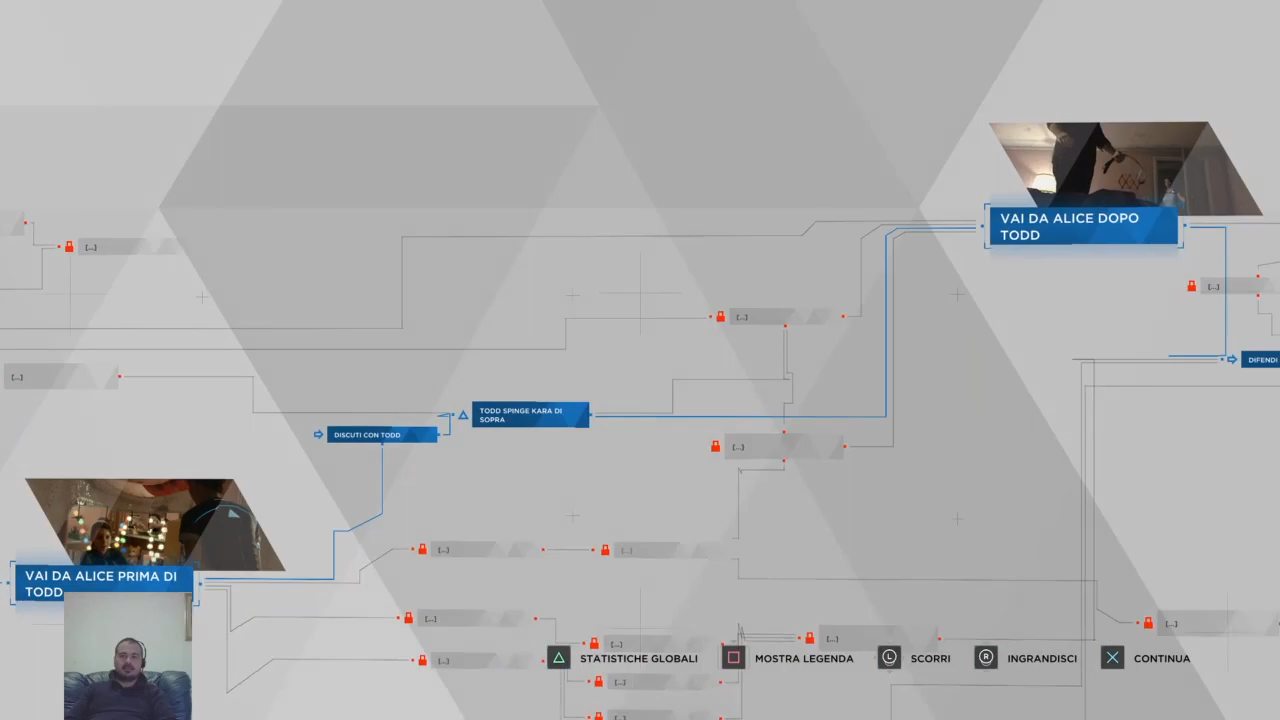 VAI DA ALICE DOPO
TODD
[...]
[...]
[...]
[...]
DIFENDI
TODD SPINGE KARA DI
SOPRA
DISCUTI CON TODD
[...]
[...]
[...]
VAI DA ALICE PRIMA DI
TODD
[...]
[...]
[...]
[...]
[...]
[...]
STATISTICHE GLOBALI
MOSTRA LEGENDA
L
SCORRI
R
INGRANDISCI
CONTINUA
[...]
[...]